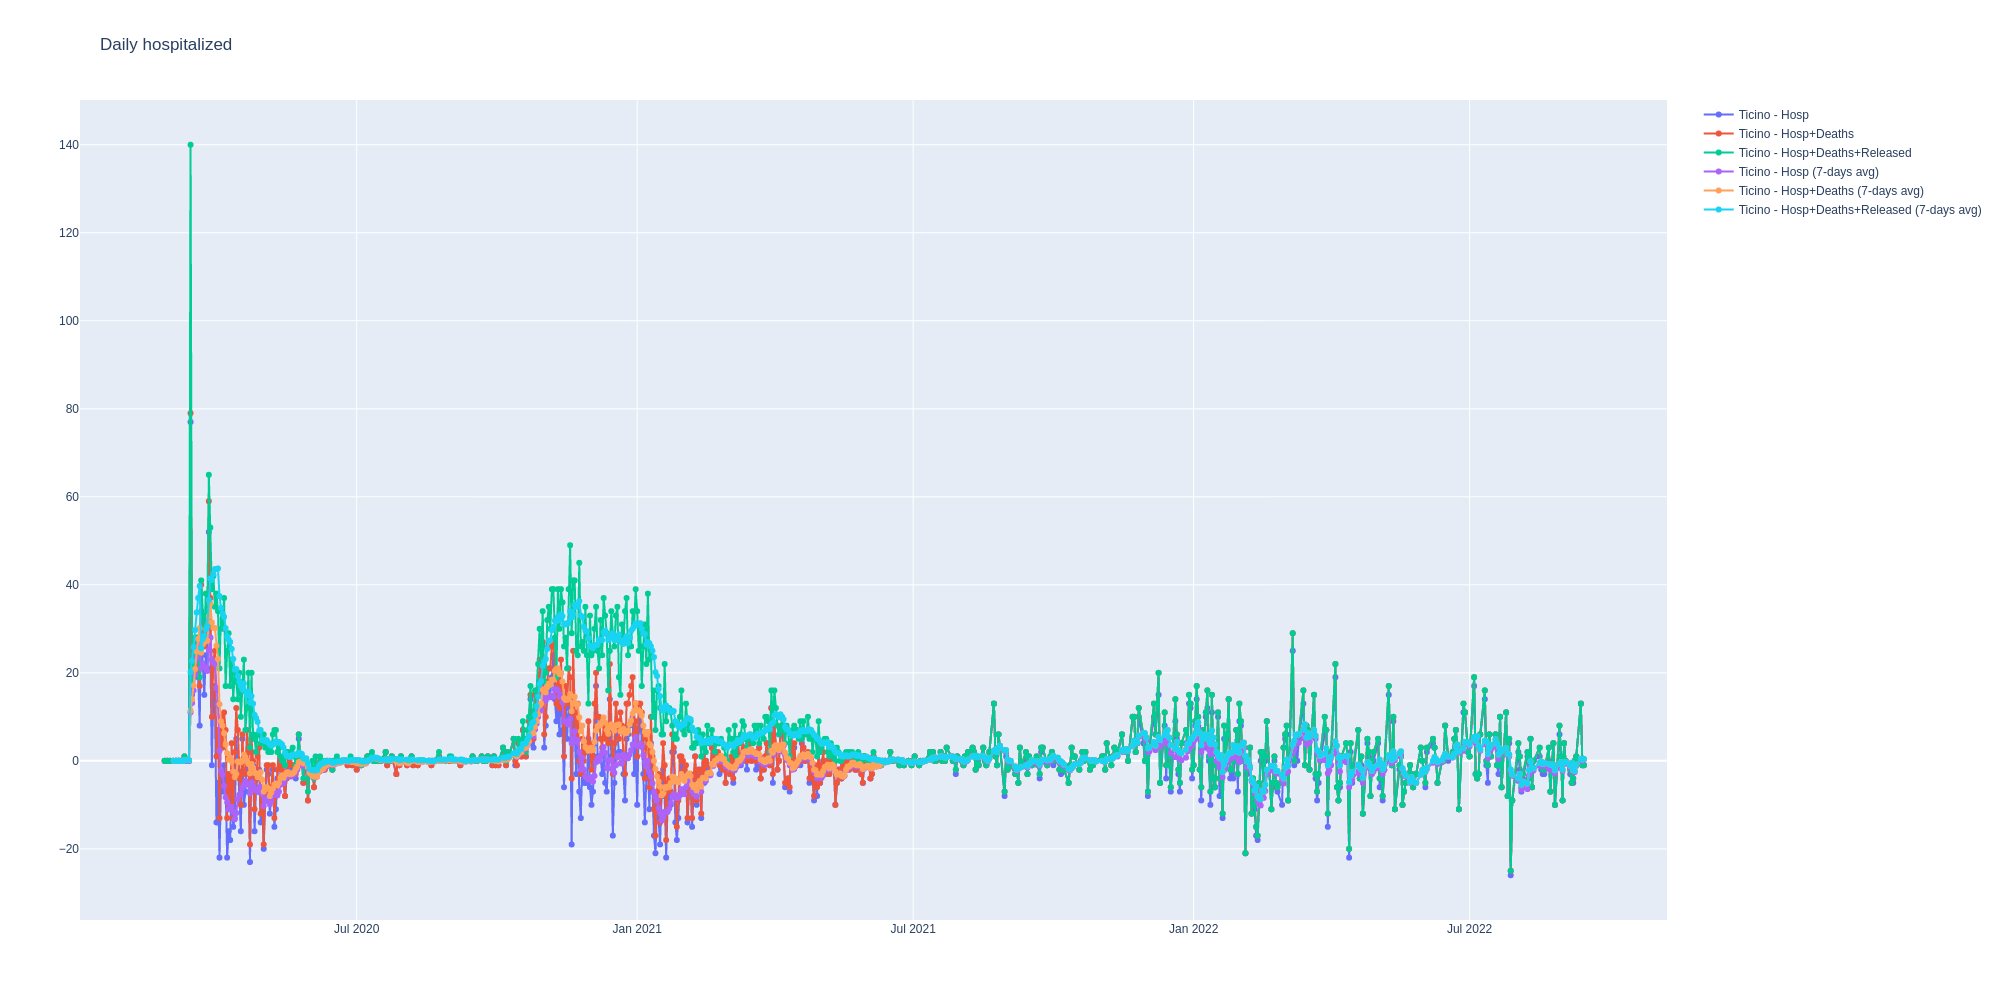 Daily hospitalized
140
120
100
80
60
40
20
0
−20
Jul 2020
Jan 2021
Jul 2021
Jan 2022
Jul 2022
Ticino - Hosp
Ticino - Hosp+Deaths
Ticino - Hosp+Deaths+Released
Ticino - Hosp (7-days avg)
Ticino - Hosp+Deaths (7-days avg)
Ticino - Hosp+Deaths+Released (7-days avg)